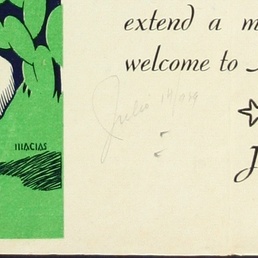 extend a m
welcome to
Julio 14/1939
MACIAS
J